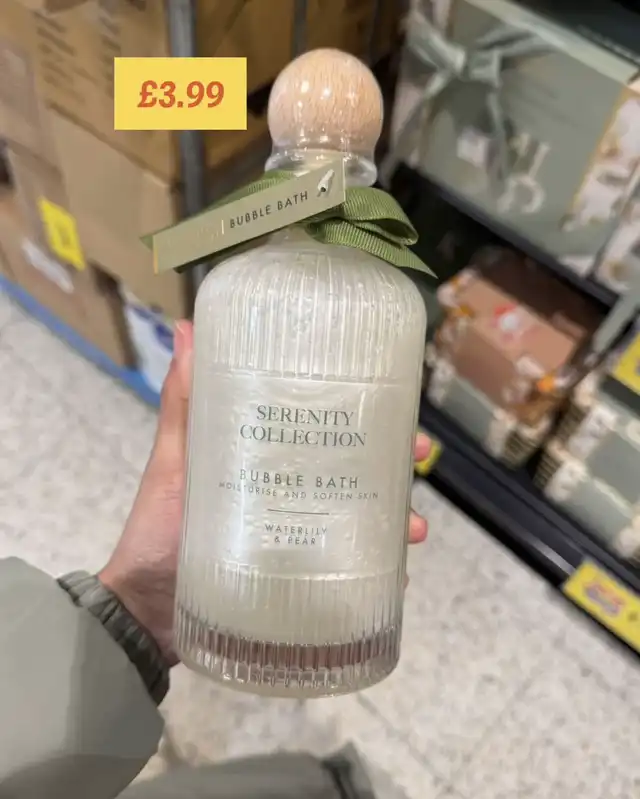 £3.99
BUBBLE BATH
SERENITY
COLLECTION
BUBBLE BATH
MOISTURISE AND SOFTEN SKIN
WATERLILY
& PEAR